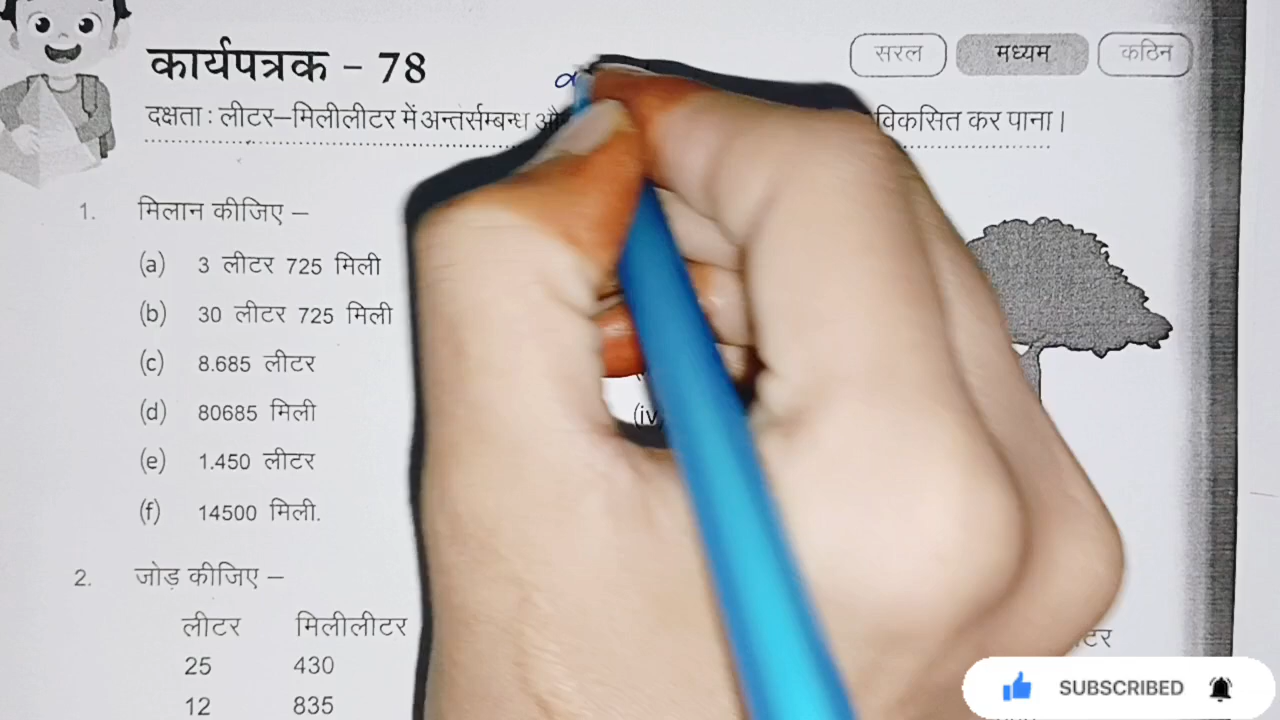 कार्यपत्रक – 78
सरल मध्यम कठिन
दक्षता : लीटर–मिलीलीटर में अन्तर्सम्बन्ध विकसित कर पाना।
1. मिलान कीजिए –
(a) 3 लीटर 725 मिली
(b) 30 लीटर 725 मिली
(c) 8.685 लीटर
(d) 80685 मिली (iv)
(e) 1.450 लीटर
(f) 14500 मिली.
2. जोड़ कीजिए –
लीटर मिलीलीटर
25 430
12 835
SUBSCRIBED